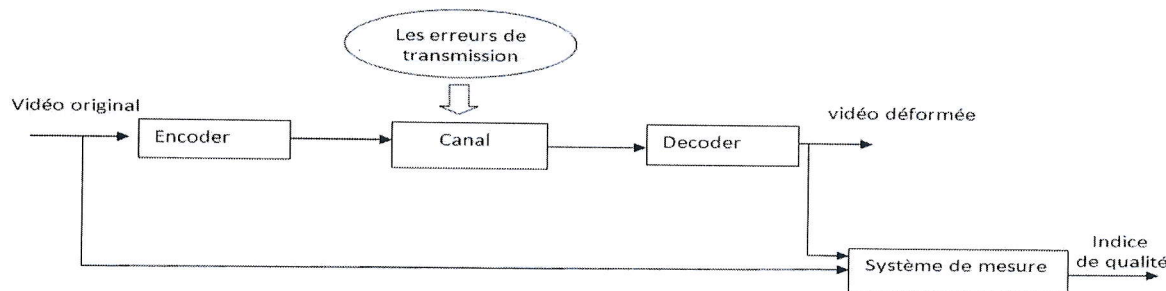 Les erreurs de
transmission
Vidéo original
Encoder
Canal
Decoder
vidéo déformée
Système de mesure
Indice
de qualité